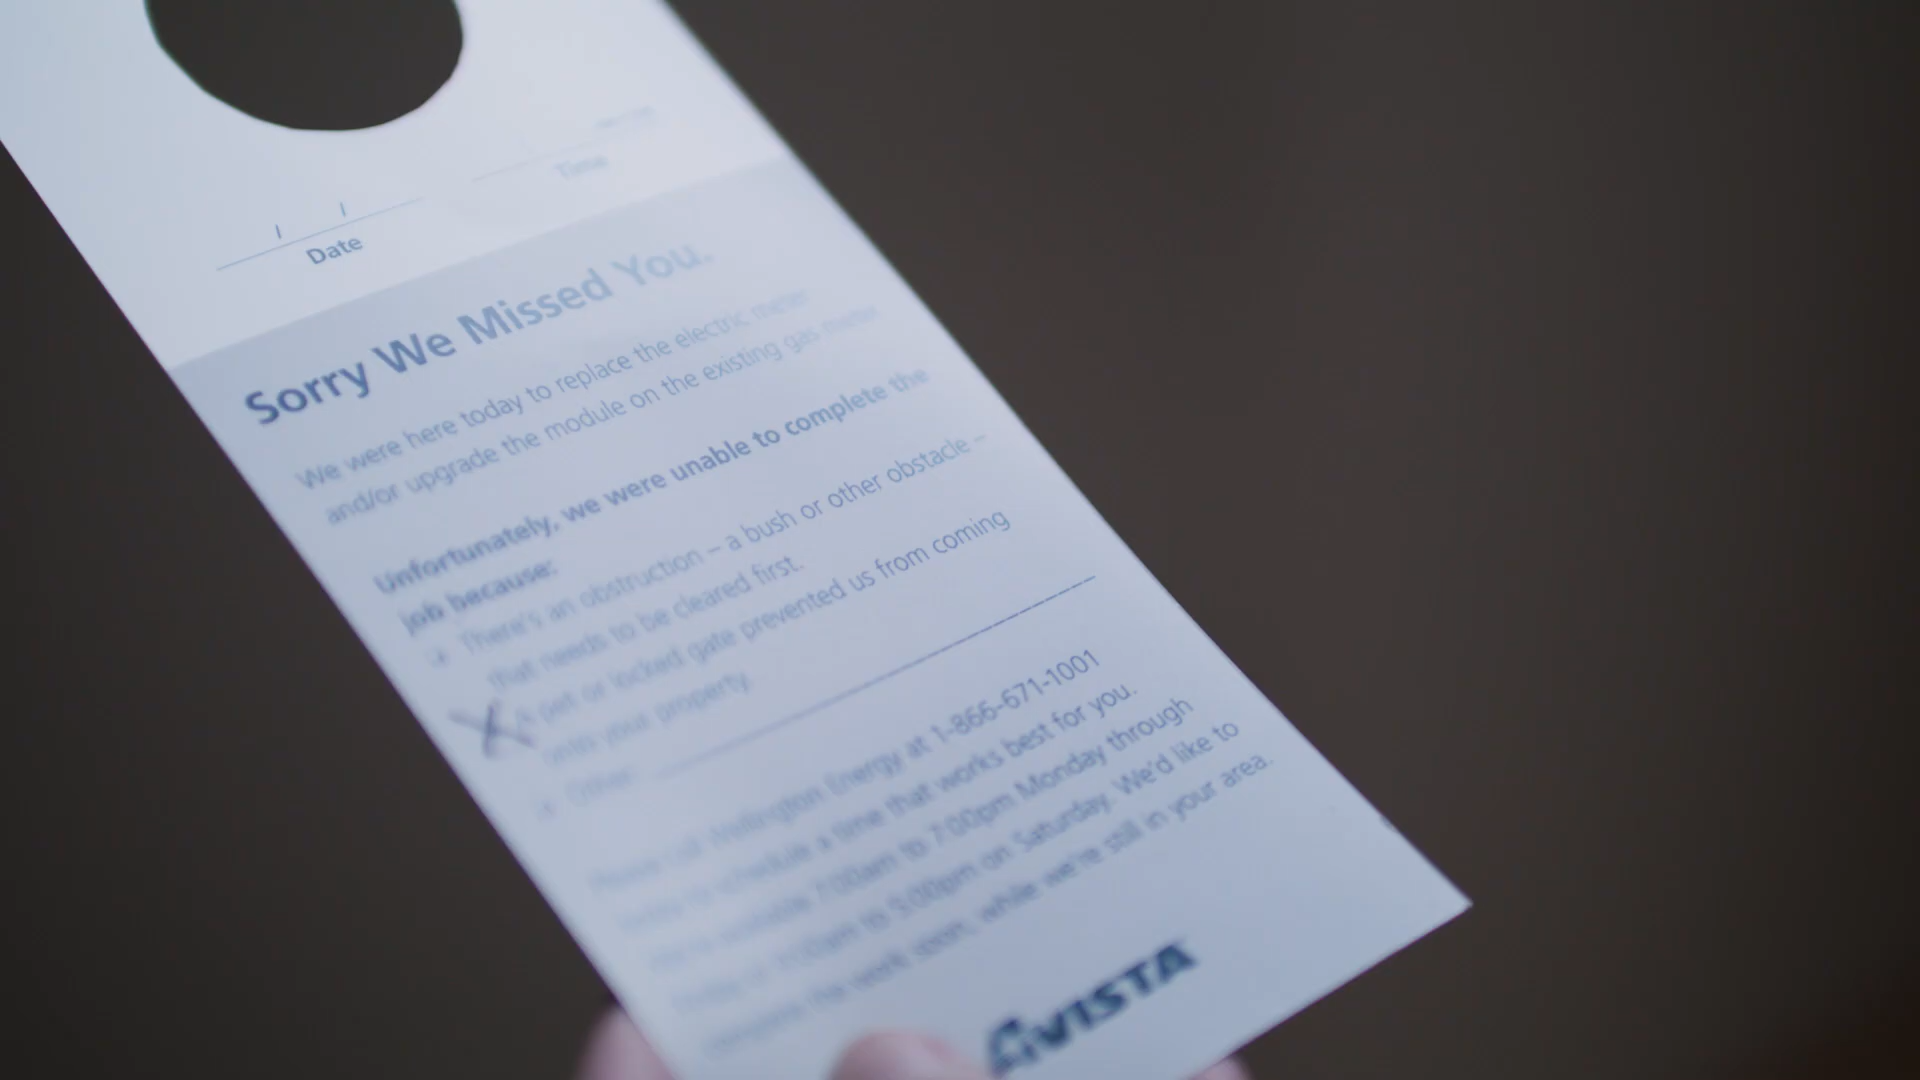 Date
Time
Sorry We Missed You.
We were here today to replace the electric meter
and/or upgrade the module on the existing gas meter
Unfortunately, we were unable to complete the
job because:
There's an obstruction – a bush or other obstacle –
that needs to be cleared first.
X A pet or locked gate prevented us from coming
onto your property.
Other:
Please call Wellington Energy at 1-866-671-1001
today to schedule a time that works best for you.
We're available 7:00am to 7:00pm Monday through
Friday or 7:00am to 5:00pm on Saturday. We'd like to
complete the work soon, while we're still in your area.
AVISTA